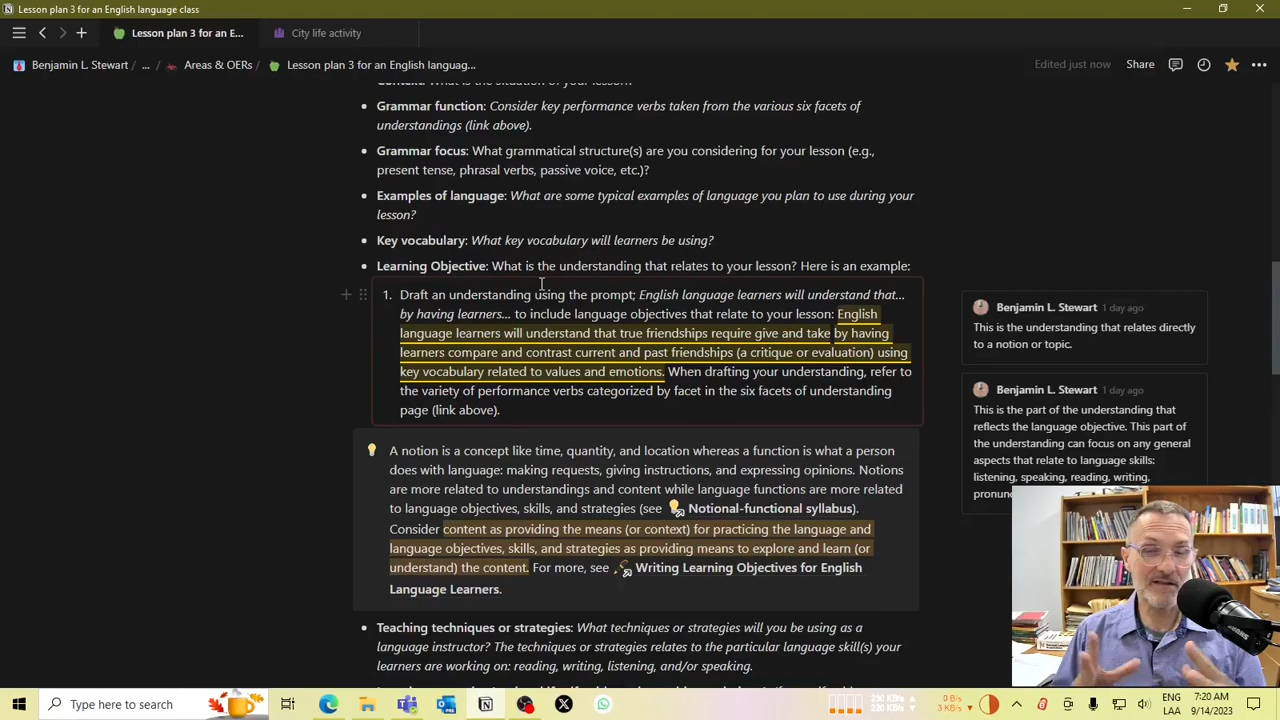 Lesson plan 3 for an English language class
Lesson plan 3 for an E...
City life activity
Benjamin L. Stewart / ... / Areas & OERs / Lesson plan 3 for an English languag...
Edited just now
Share
Context: What is the situation of your lesson?
Grammar function: Consider key performance verbs taken from the various six facets of
understandings (link above).
Grammar focus: What grammatical structure(s) are you considering for your lesson (e.g.,
present tense, phrasal verbs, passive voice, etc.)?
Examples of language: What are some typical examples of language you plan to use during your
lesson?
Key vocabulary: What key vocabulary will learners be using?
Learning Objective: What is the understanding that relates to your lesson? Here is an example:
1. Draft an understanding using the prompt; English language learners will understand that...
by having learners... to include language objectives that relate to your lesson: English
language learners will understand that true friendships require give and take by having
learners compare and contrast current and past friendships (a critique or evaluation) using
key vocabulary related to values and emotions. When drafting your understanding, refer to
the variety of performance verbs categorized by facet in the six facets of understanding
page (link above).
A notion is a concept like time, quantity, and location whereas a function is what a person
does with language: making requests, giving instructions, and expressing opinions. Notions
are more related to understandings and content while language functions are more related
to language objectives, skills, and strategies (see Notional-functional syllabus).
Consider content as providing the means (or context) for practicing the language and
language objectives, skills, and strategies as providing means to explore and learn (or
understand) the content. For more, see Writing Learning Objectives for English
Language Learners.
Teaching techniques or strategies: What techniques or strategies will you be using as a
language instructor? The techniques or strategies relates to the particular language skill(s) your
learners are working on: reading, writing, listening, and/or speaking.
Benjamin L. Stewart 1 day ago
This is the understanding that relates directly
to a notion or topic.
Benjamin L. Stewart 1 day ago
This is the part of the understanding that
reflects the language objective. This part of
the understanding can focus on any general
aspects that relate to language skills:
listening, speaking, reading, writing,
Type here to search
230 KB/s
220 KB/s
0 B/s
3 KB/s
ENG
LAA
7:20 AM
9/14/2023